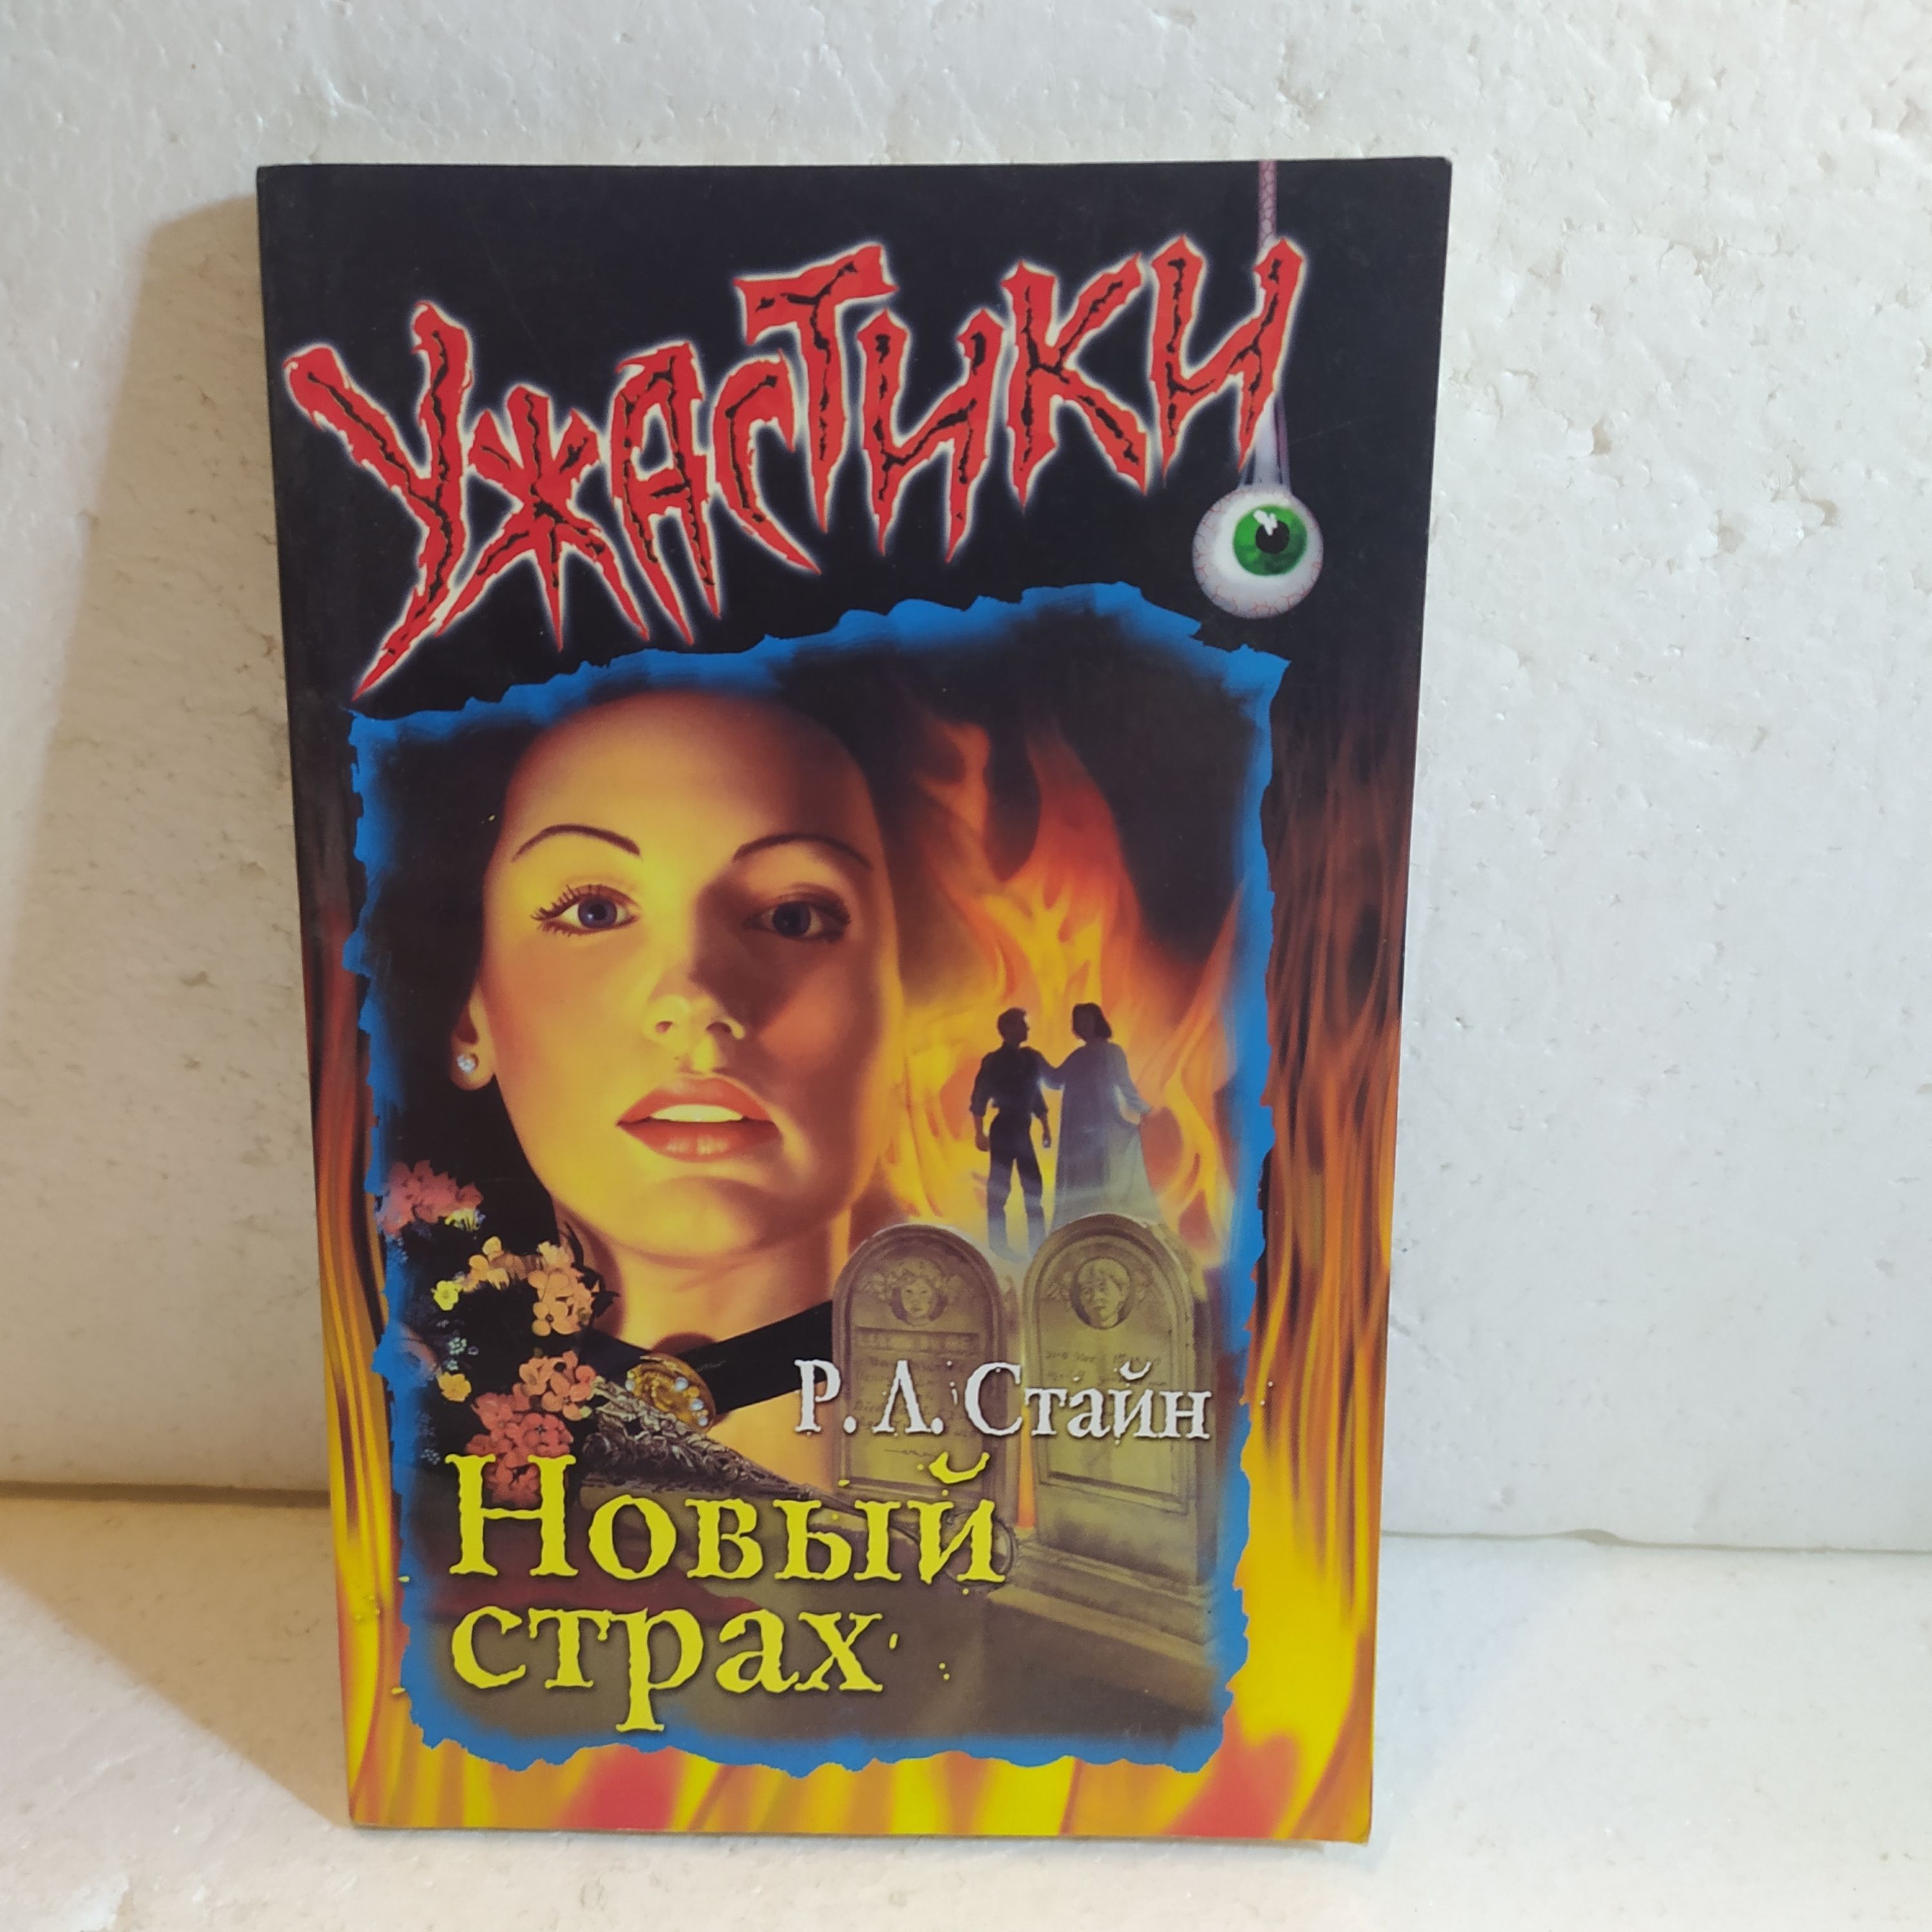 Ужастики
Р. Л. Стайн
Новый
страх